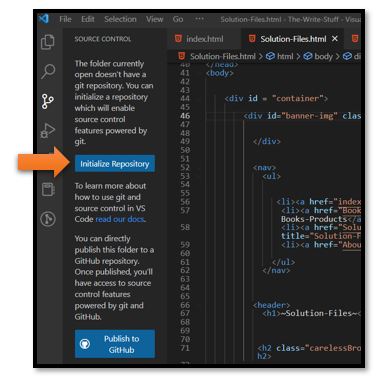 File Edit Selection View Go ··· Solution-Files.html - The-Write-Stuff - Visua
SOURCE CONTROL
The folder currently
open doesn't have a
git repository. You can
initialize a repository
which will enable
source control
features powered by
git.
Initialize Repository
To learn more about
how to use git and
source control in VS
Code read our docs.
You can directly
publish this folder to a
GitHub repository.
Once published, you'll
have access to source
control features
powered by git and
GitHub.
Publish to
GitHub
index.html Solution-Files.html ×
Solution-Files.html > html > body > di
40 </head>
41 <body>
42
43
44 <div id = "container">
45
46 <div id="banner-img" class
47
48
49 </div>
50
51
52 <nav>
53 <ul>
54
55
56 <li><a href="index
57 <li><a href="Book
Books-Products</a
58 <li><a href="Solu
title="Solution-F
59 <li><a href="Abou
60
61 </ul>
62 </nav>
63
64
65
66 <header>
67 <h1>~Solution-Files~<
68
69
70
71 <h2 class="carelessBro
h2>
72